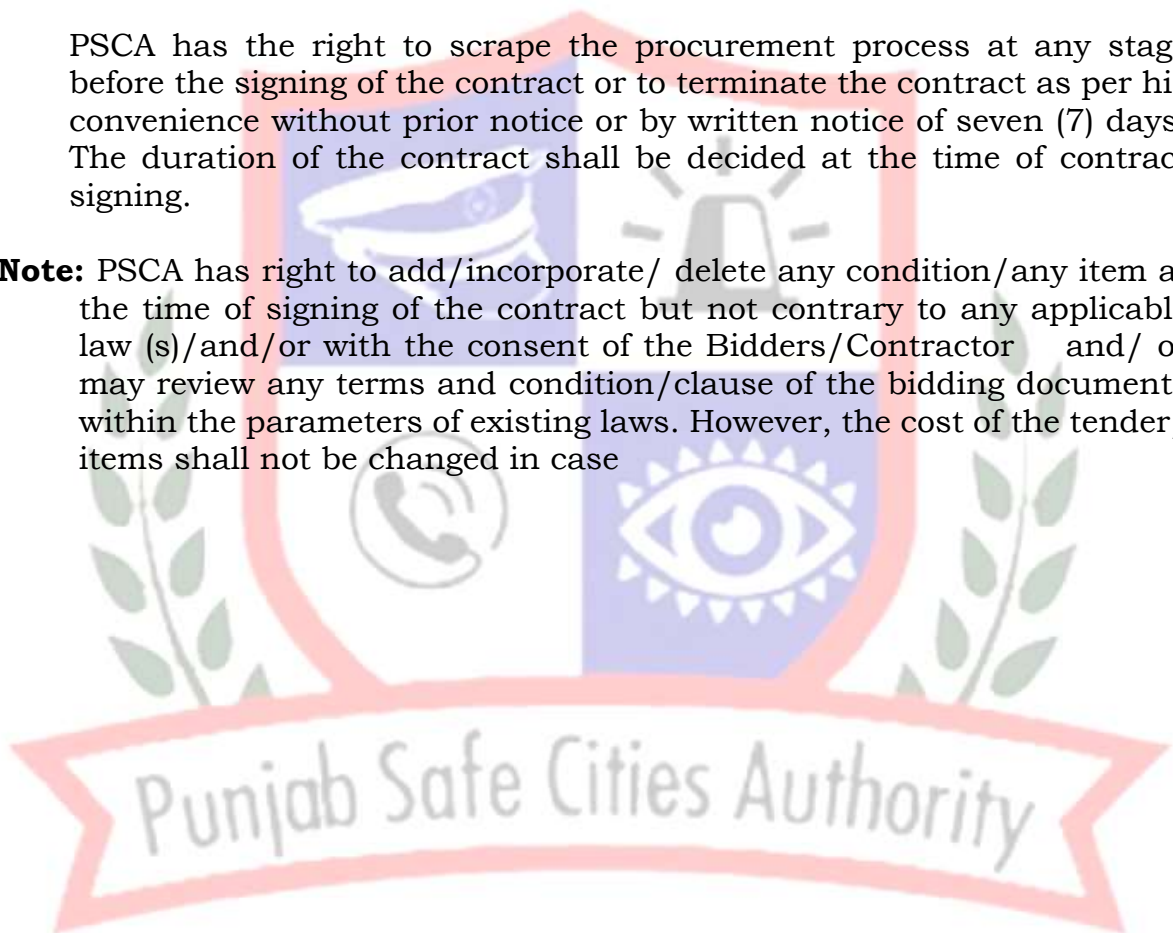 PSCA has the right to scrape the procurement process at any stag
before the signing of the contract or to terminate the contract as per hi
convenience without prior notice or by written notice of seven (7) days
The duration of the contract shall be decided at the time of contrac
signing.
Note: PSCA has right to add/incorporate/ delete any condition/any item a
the time of signing of the contract but not contrary to any applicabl
law (s)/and/or with the consent of the Bidders/Contractor and/ o
may review any terms and condition/clause of the bidding document
within the parameters of existing laws. However, the cost of the tender,
items shall not be changed in case
Punjab Safe Cities Authority